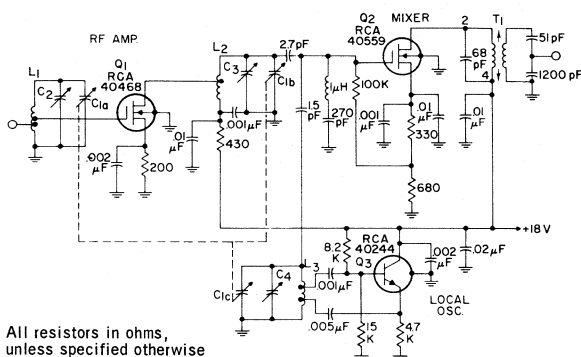 RF AMP.
Q1
RCA
40468
L1
C2
C1a
.002
µF
200
L2
C3
C1b
2.7pF
.001µF
.01
µF
430
1.5
pF
1µH
270
pF
100K
Q2
RCA
40559
MIXER
.001
µF
.01
µF
330
680
2
68
pF
4
T1
51pF
1200pF
.01
µF
+18V
.02µF
8.2
K
RCA
40244
Q3
.002
µF
LOCAL
OSC.
C1c
C4
L3
.001µF
.005µF
15
K
4.7
K
All resistors in ohms,
unless specified otherwise